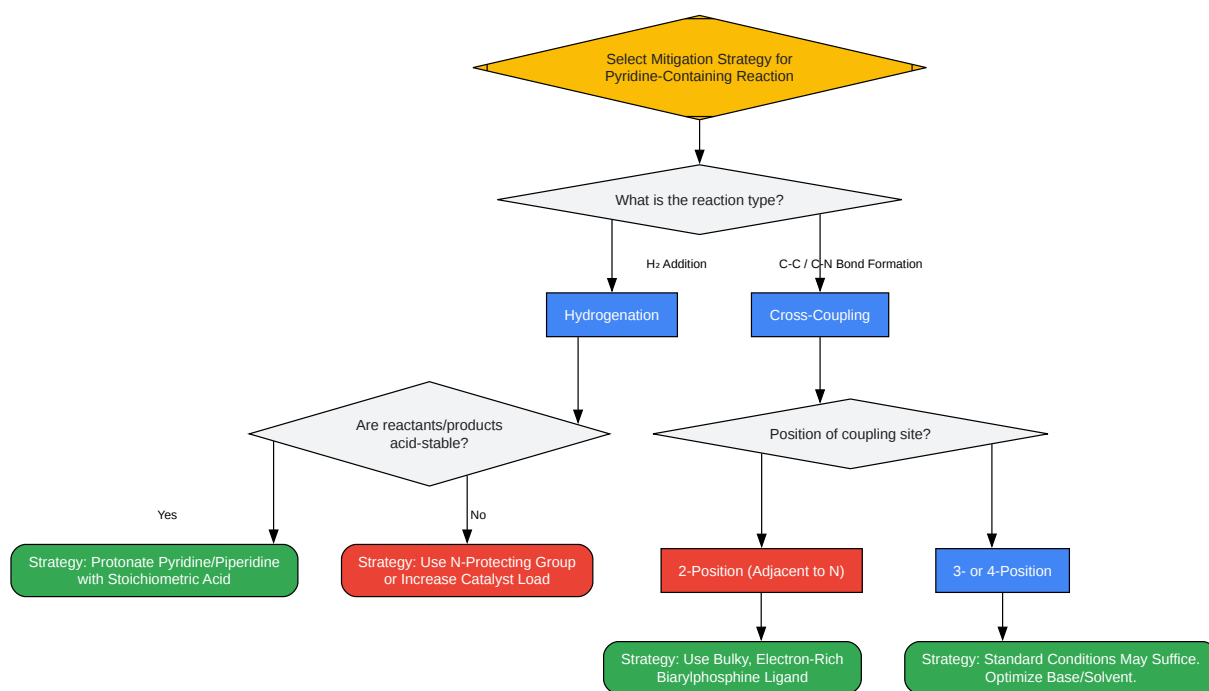 Select Mitigation Strategy for
Pyridine-Containing Reaction
What is the reaction type?
H₂ Addition
C-C / C-N Bond Formation
Hydrogenation
Cross-Coupling
Are reactants/products
acid-stable?
Position of coupling site?
Yes
No
Strategy: Protonate Pyridine/Piperidine
with Stoichiometric Acid
Strategy: Use N-Protecting Group
or Increase Catalyst Load
2-Position (Adjacent to N)
3- or 4-Position
Strategy: Use Bulky, Electron-Rich
Biarylphosphine Ligand
Strategy: Standard Conditions May Suffice.
Optimize Base/Solvent.